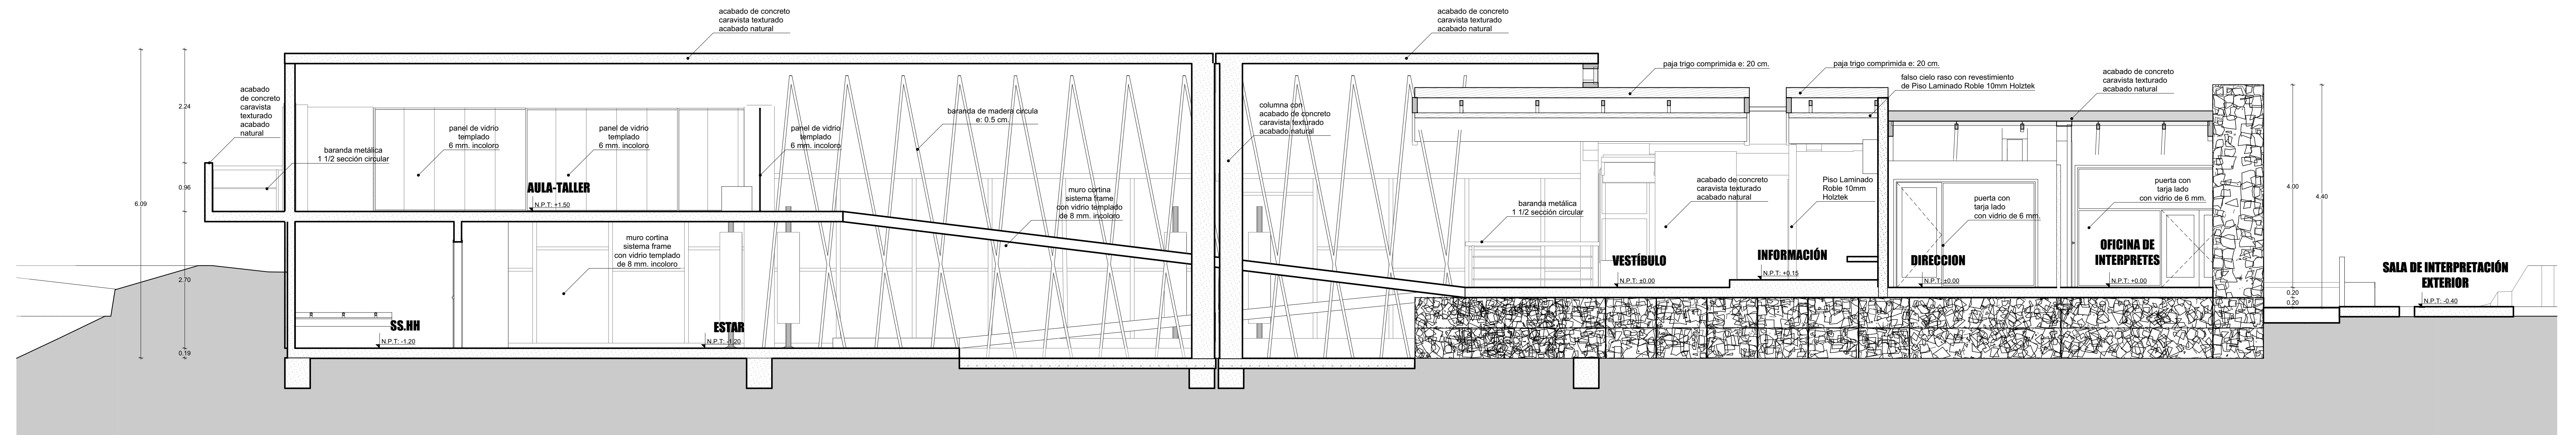 acabado de concreto
caravista texturado
acabado natural
acabado de concreto
caravista texturado
acabado natural
paja trigo comprimida e: 20 cm.
paja trigo comprimida e: 20 cm.
falso cielo raso con revestimiento
de Piso Laminado Roble 10mm Holztek
acabado de concreto
caravista texturado
acabado natural
acabado
de concreto
caravista
texturado
acabado
natural
baranda metálica
1 1/2 sección circular
panel de vidrio
templado
6 mm. incoloro
panel de vidrio
templado
6 mm. incoloro
panel de vidrio
templado
6 mm. incoloro
baranda de madera circula
e: 0.5 cm.
columna con
acabado de concreto
caravista texturado
acabado natural
AULA-TALLER
N.P.T: +1.50
muro cortina
sistema frame
con vidrio templado
de 8 mm. incoloro
muro cortina
sistema frame
con vidrio templado
de 8 mm. incoloro
baranda metálica
1 1/2 sección circular
acabado de concreto
caravista texturado
acabado natural
Piso Laminado
Roble 10mm
Holztek
puerta con
tarja lado
con vidrio de 6 mm.
puerta con
tarja lado
con vidrio de 6 mm.
VESTÍBULO
N.P.T: ±0.00
INFORMACIÓN
N.P.T: +0.15
DIRECCION
N.P.T: ±0.00
OFICINA DE
INTERPRETES
N.P.T: ±0.00
SALA DE INTERPRETACIÓN
EXTERIOR
N.P.T: -0.40
SS.HH
N.P.T: -1.20
ESTAR
N.P.T: -1.20
6.09
2.24
0.96
2.70
0.19
4.00
4.40
0.20
0.20